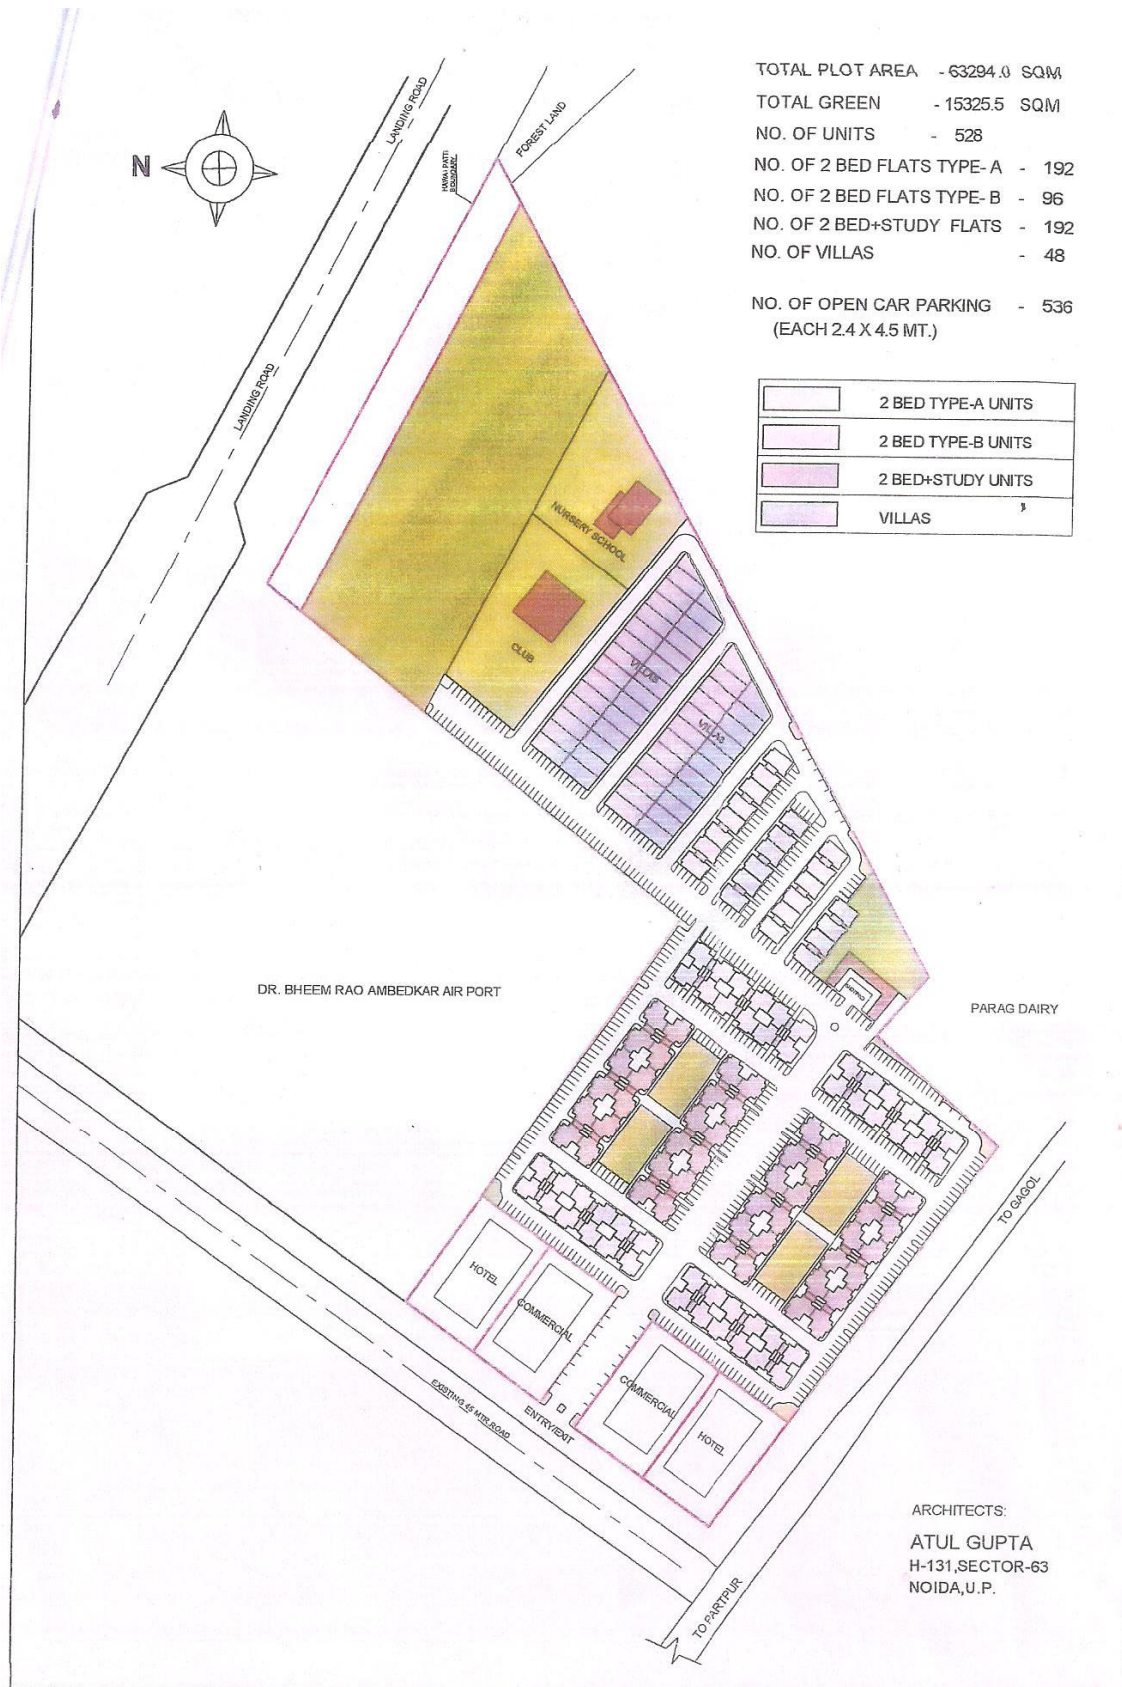 TOTAL PLOT AREA - 63294.0 SQM
TOTAL GREEN - 15325.5 SQM
NO. OF UNITS - 528
NO. OF 2 BED FLATS TYPE-A - 192
NO. OF 2 BED FLATS TYPE-B - 96
NO. OF 2 BED+STUDY FLATS - 192
NO. OF VILLAS - 48
NO. OF OPEN CAR PARKING - 536
(EACH 2.4 X 4.5 MT.)
2 BED TYPE-A UNITS
2 BED TYPE-B UNITS
2 BED+STUDY UNITS
VILLAS
N
LANDING ROAD
FOREST LAND
BOUNDARY
LANDING ROAD
NURSERY SCHOOL
CLUB
VILLAS
VILLAS
DR. BHEEM RAO AMBEDKAR AIR PORT
PARAG DAIRY
TO GAGOL
HOTEL
COMMERCIAL
COMMERCIAL
HOTEL
EXISTING 45 MTR.ROAD
ENTRY/EXIT
TO PARTPUR
ARCHITECTS:
ATUL GUPTA
H-131,SECTOR-63
NOIDA,U.P.